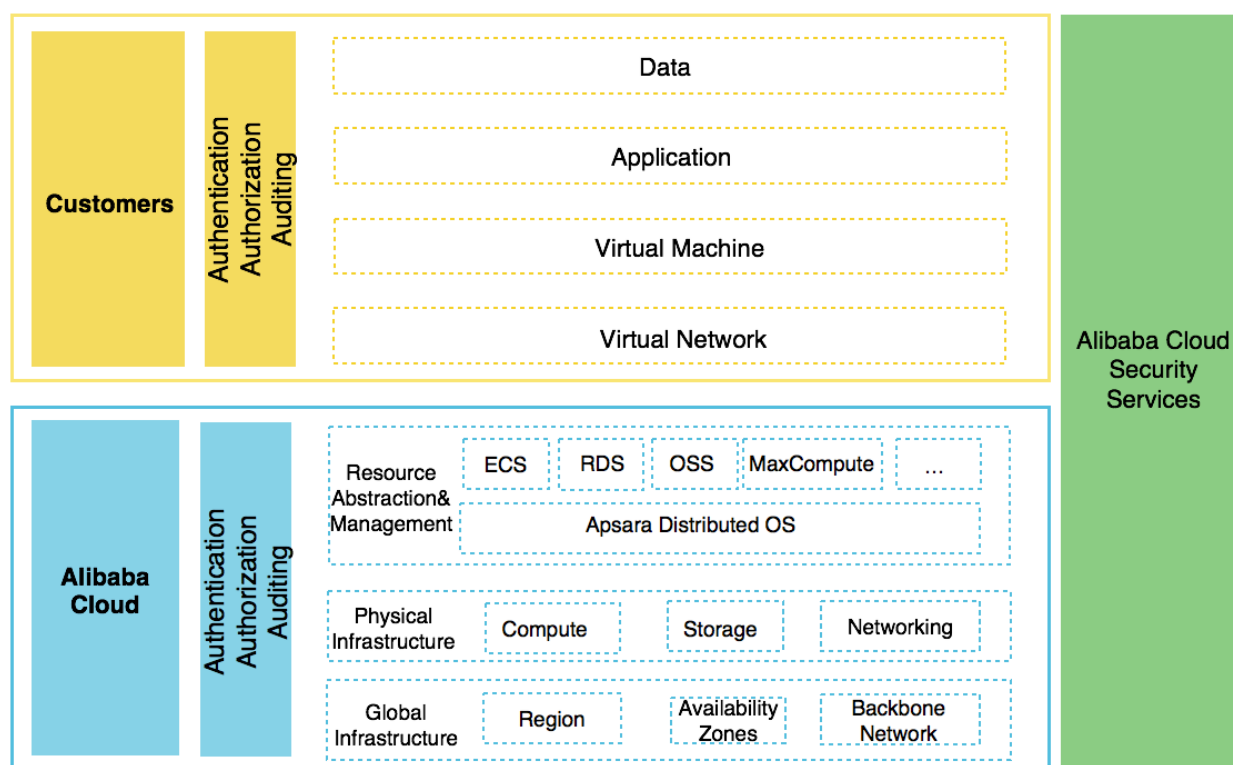 Customers
Authentication
Authorization
Auditing
Data
Application
Virtual Machine
Virtual Network
Alibaba Cloud
Security
Services
Alibaba
Cloud
Authentication
Authorization
Auditing
Resource
Abstraction&
Management
ECS
RDS
OSS
MaxCompute
...
Apsara Distributed OS
Physical
Infrastructure
Compute
Storage
Networking
Global
Infrastructure
Region
Availability
Zones
Backbone
Network